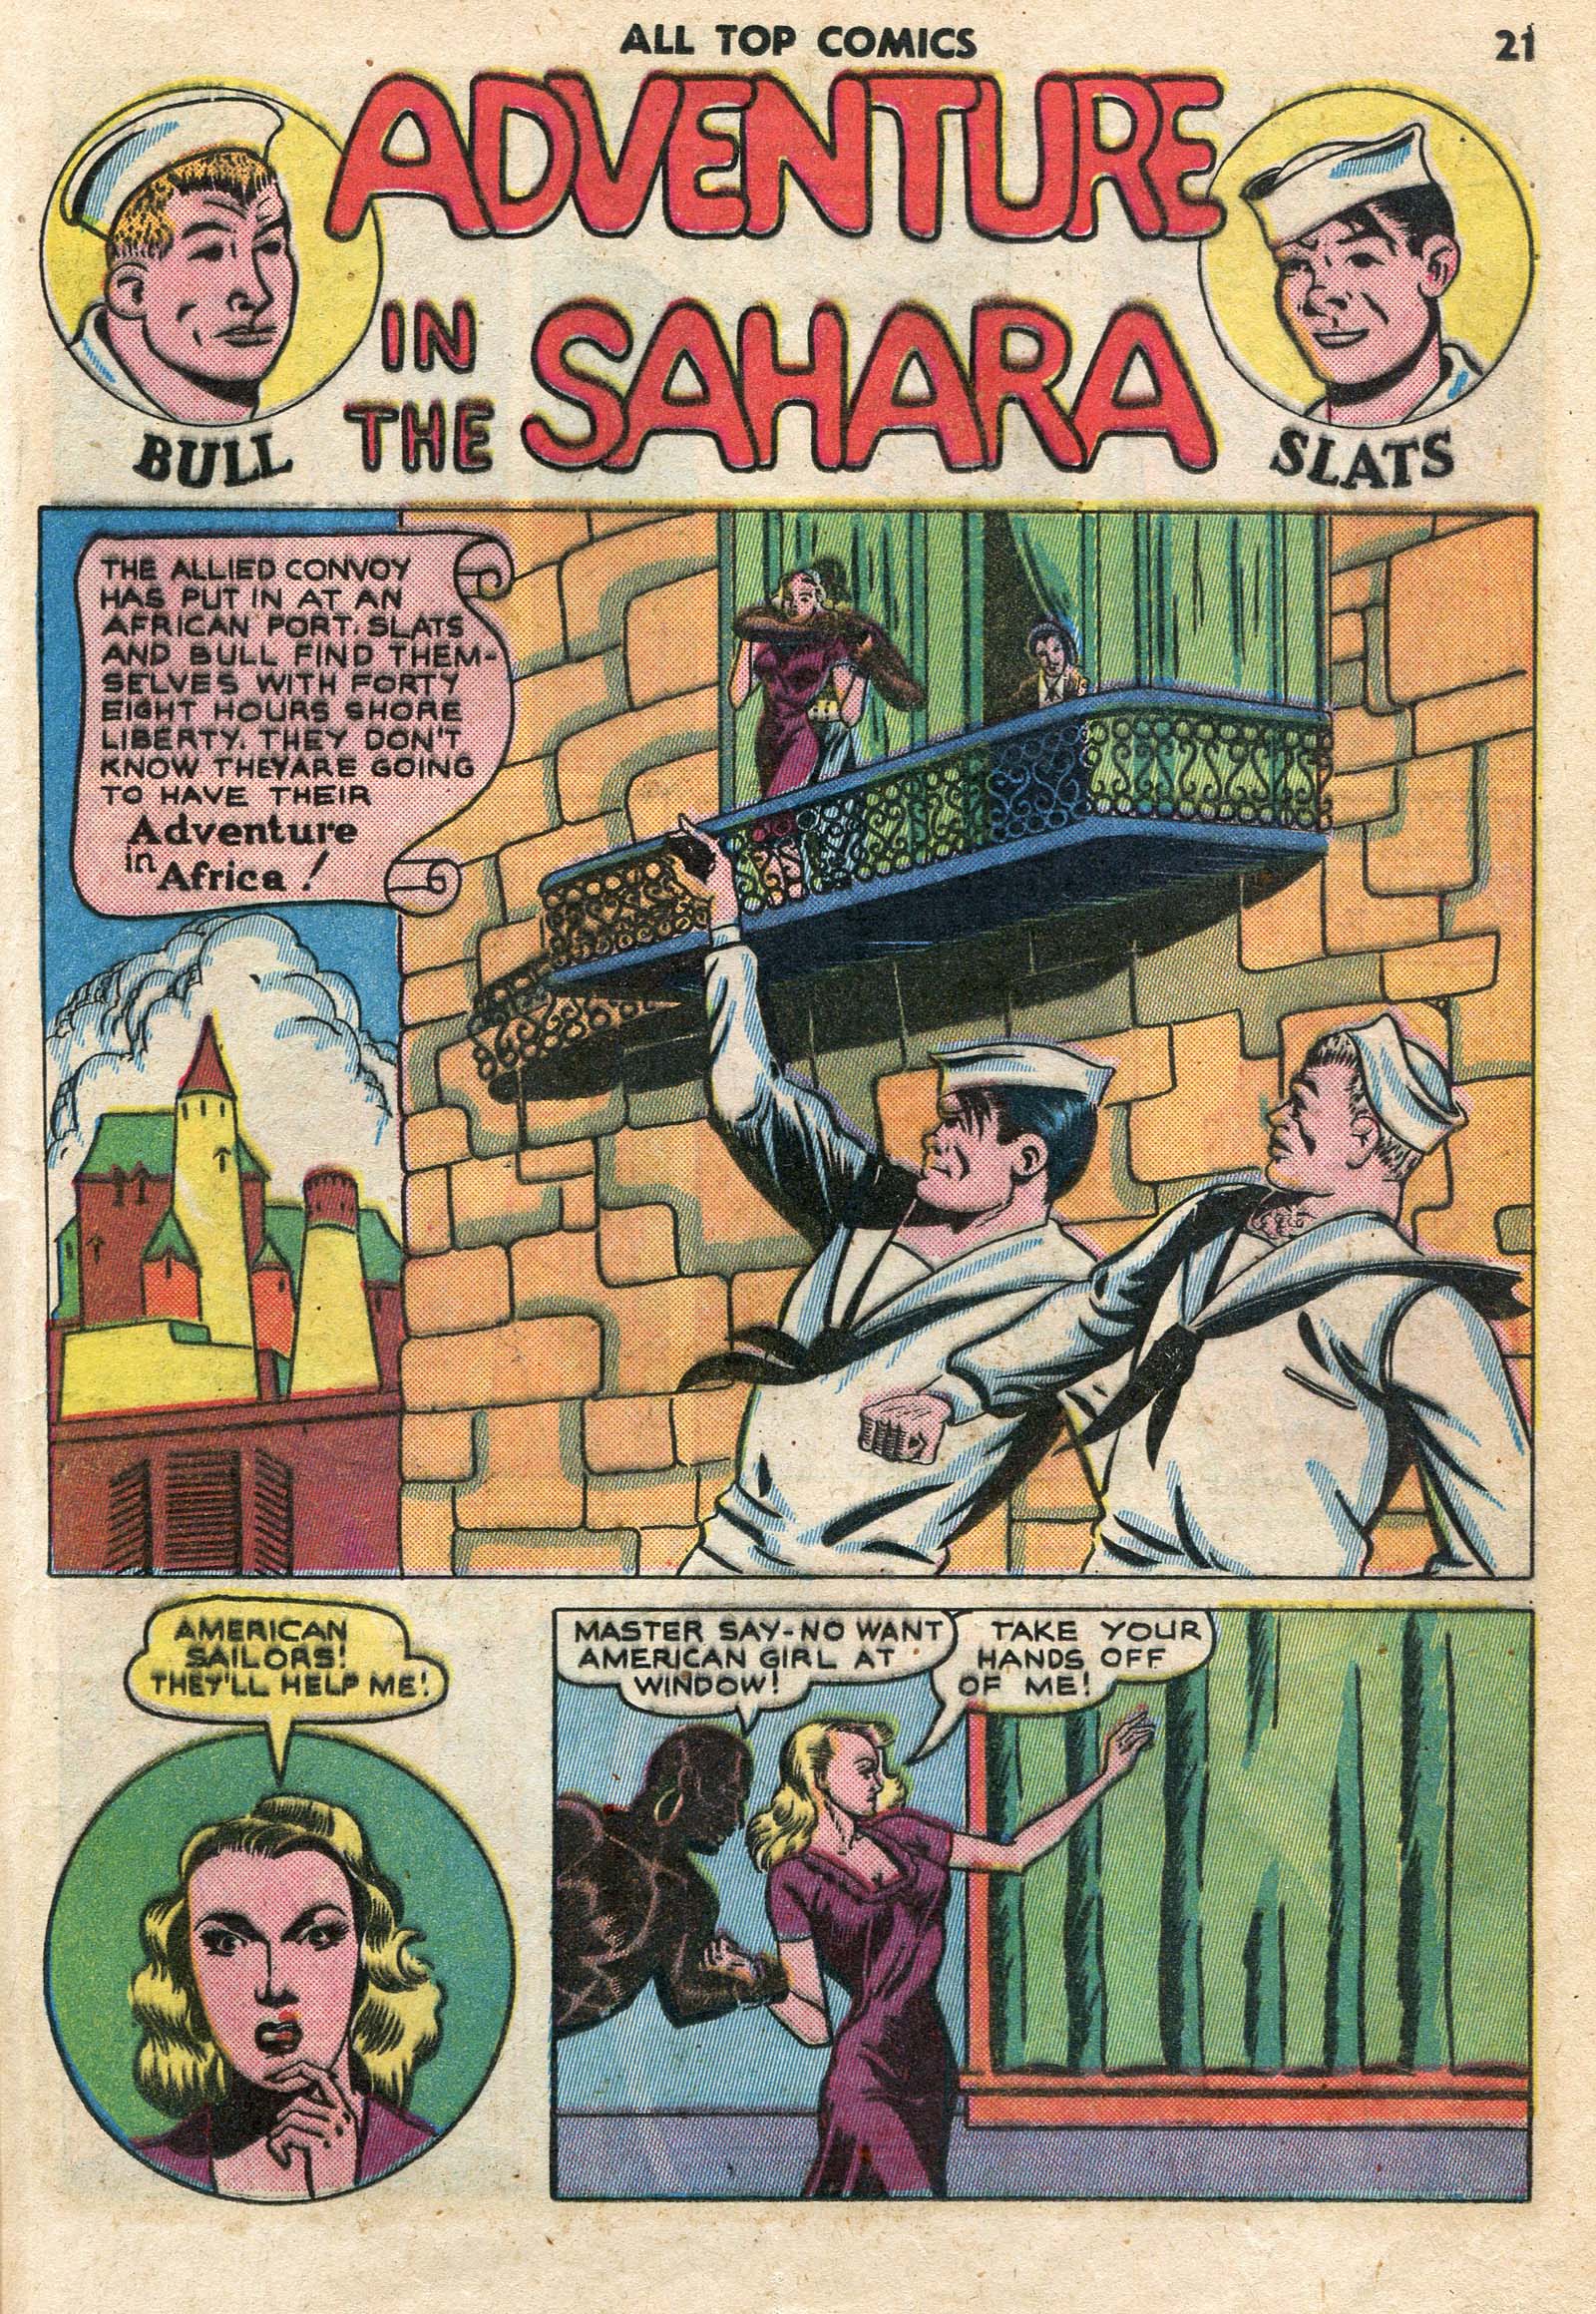 ALL TOP COMICS
21
ADVENTURE
IN
THE SAHARA
BULL
SLATS
THE ALLIED CONVOY
HAS PUT IN AT AN
AFRICAN PORT. SLATS
AND BULL FIND THEM-
SELVES WITH FORTY
EIGHT HOURS SHORE
LIBERTY. THEY DON'T
KNOW THEYARE GOING
TO HAVE THEIR
Adventure
in Africa!
AMERICAN
SAILORS!
THEY'LL HELP ME!
MASTER SAY-NO WANT
AMERICAN GIRL AT
WINDOW!
TAKE YOUR
HANDS OFF
OF ME!